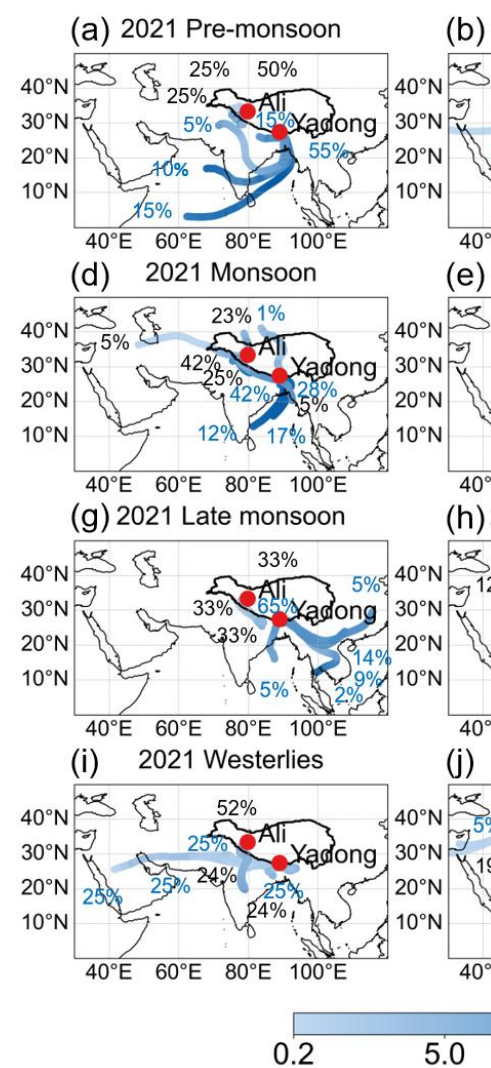 (a) 2021 Pre-monsoon (b)
25% 50%
40°N
25% Ali
30°N 5% 15% Yadong
20°N 10% 55%
10°N 15%
40°E 60°E 80°E 100°E
(d) 2021 Monsoon (e)
23% 1%
40°N 5% Ali
30°N 42% 25% Yadong
20°N 42% 28% 5%
10°N 12% 17%
40°E 60°E 80°E 100°E
(g) 2021 Late monsoon (h)
33%
40°N Ali 5% 12
30°N 33% 65% Yadong
20°N 33% 14%
10°N 5% 9%
2%
40°E 60°E 80°E 100°E
(i) 2021 Westerlies (j)
52%
40°N Ali 5%
30°N 25% Yadong 19
20°N 25% 25% 24% 25%
10°N 24%
40°E 60°E 80°E 100°E
0.2 5.0